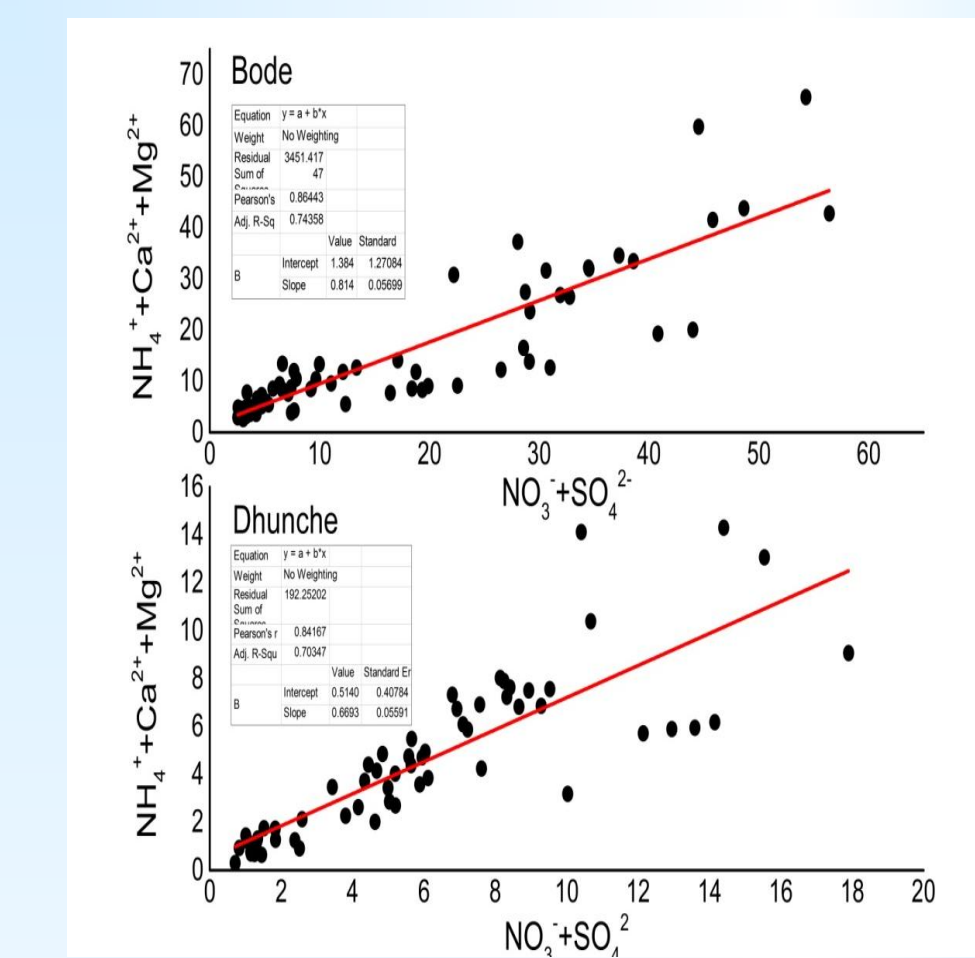 Bode
Equation y = a + b*x
Weight No Weighting
Residual 3451.417
Sum of 47
Pearson's 0.86443
Adj. R-Sq 0.74358
Value Standard
B Intercept 1.384 1.27084
Slope 0.814 0.05699
NH₄⁺+Ca²⁺+Mg²⁺
70
60
50
40
30
20
10
0
0 10 20 30 40 50 60
NO₃⁻+SO₄²⁻
Dhunche
Equation y = a + b*x
Weight No Weighting
Residual 192.25202
Sum of
Pearson's r 0.84167
Adj. R-Squ 0.70347
Value Standard Er
B Intercept 0.5140 0.40784
Slope 0.6693 0.05591
NH₄⁺+Ca²⁺+Mg²⁺
16
14
12
10
8
6
4
2
0
0 2 4 6 8 10 12 14 16 18 20
NO₃⁻+SO₄²